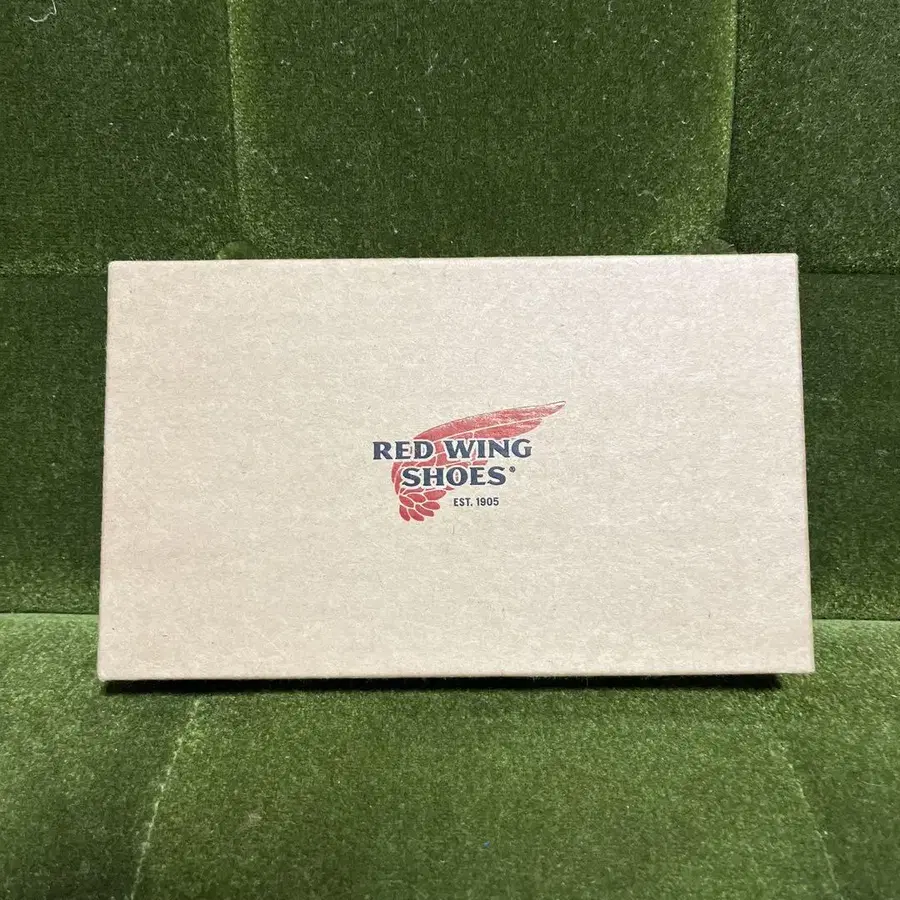 RED WING
SHOES®
EST. 1905